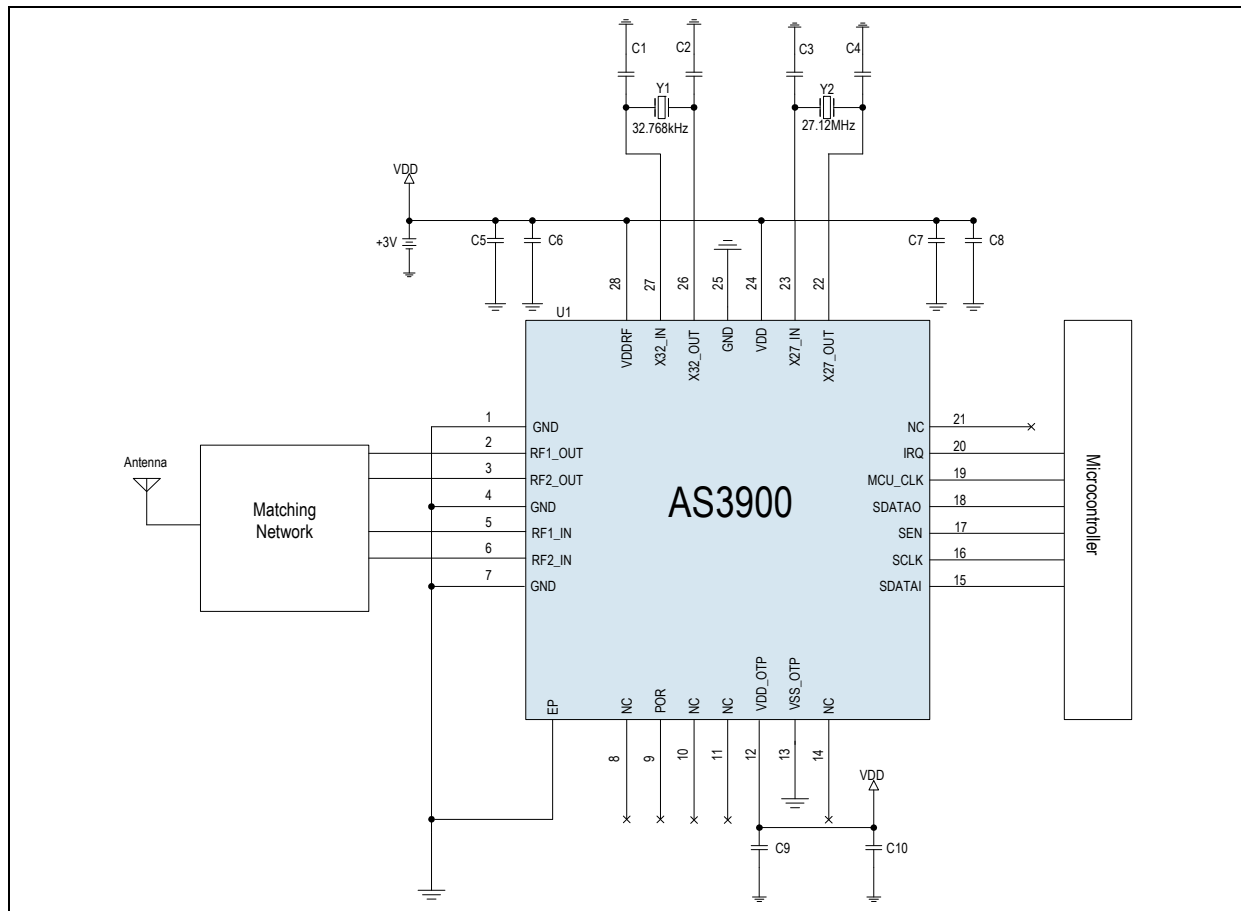 C1
C2
C3
C4
Y1
Y2
32.768kHz
27.12MHz
VDD
+3V
C5
C6
C7
C8
28
27
26
25
24
23
22
U1
VDDRF
X32_IN
X32_OUT
GND
VDD
X27_IN
X27_OUT
1
GND
2
RF1_OUT
3
RF2_OUT
4
GND
5
RF1_IN
6
RF2_IN
7
GND
Antenna
Matching
Network
AS3900
NC
21
IRQ
20
MCU_CLK
19
SDATAO
18
SEN
17
SCLK
16
SDATAI
15
Microcontroller
EP
NC
POR
NC
NC
VDD_OTP
VSS_OTP
NC
8
9
10
11
12
13
14
VDD
C9
C10